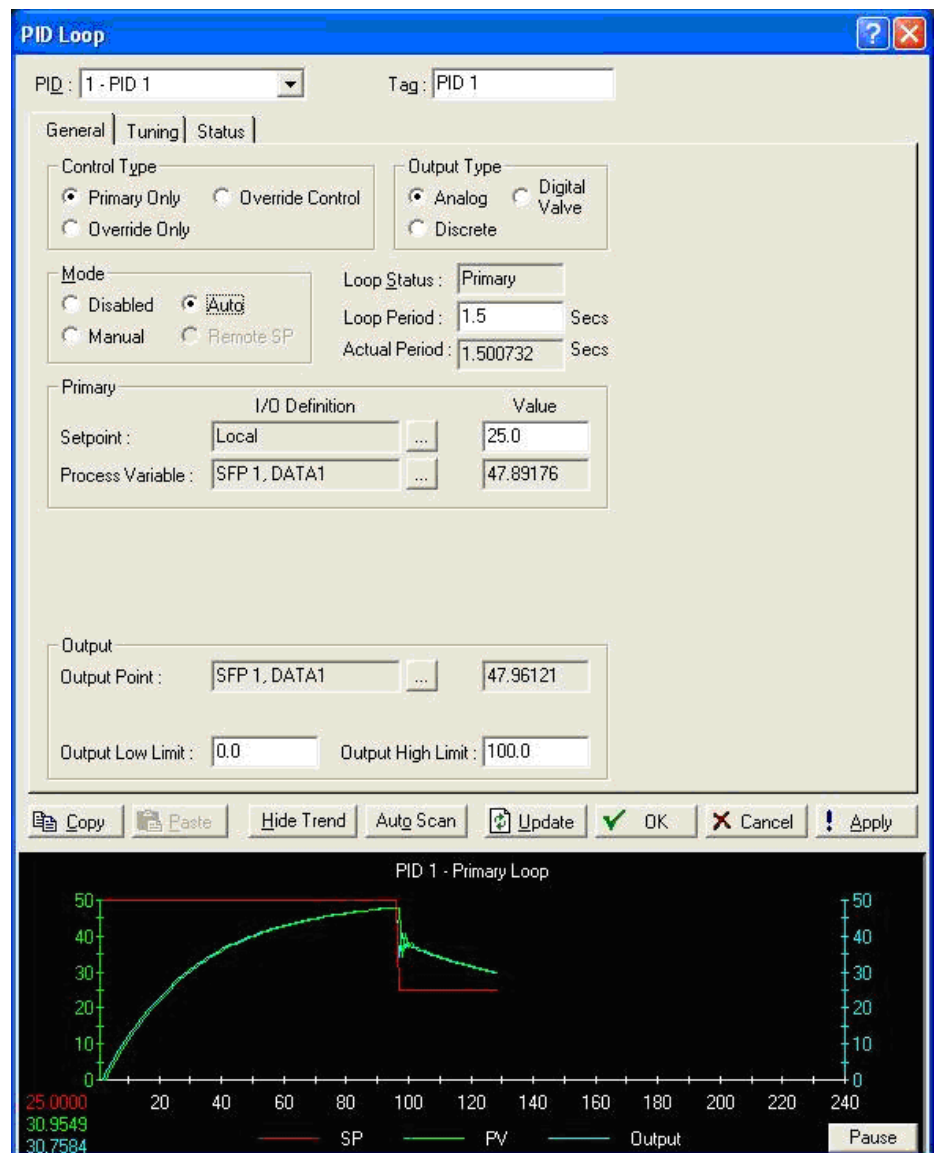 PID Loop
PID : 1 - PID 1 Tag : PID 1
General Tuning Status
Control Type
Primary Only Override Control
Override Only
Output Type
Analog Digital Valve
Discrete
Mode
Disabled Auto
Manual Remote SP
Loop Status : Primary
Loop Period : 1.5 Secs
Actual Period : 1.500732 Secs
Primary
I/O Definition Value
Setpoint : Local ... 25.0
Process Variable : SFP 1, DATA1 ... 47.89176
Output
Output Point : SFP 1, DATA1 ... 47.96121
Output Low Limit : 0.0 Output High Limit : 100.0
Copy Paste Hide Trend Auto Scan Update OK Cancel ! Apply
PID 1 - Primary Loop
50 50
40 40
30 30
20 20
10 10
0 0
20 40 60 80 100 120 140 160 180 200 220 240
25.0000
30.9549
30.7584
SP PV Output Pause